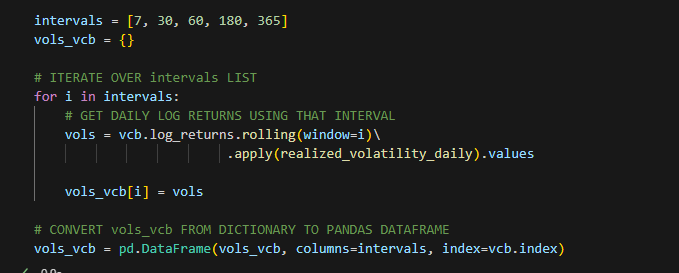 intervals = [7, 30, 60, 180, 365]
vols_vcb = {}
# ITERATE OVER intervals LIST
for i in intervals:
# GET DAILY LOG RETURNS USING THAT INTERVAL
vols = vcb.log_returns.rolling(window=i)\
.apply(realized_volatility_daily).values
vols_vcb[i] = vols
# CONVERT vols_vcb FROM DICTIONARY TO PANDAS DATAFRAME
vols_vcb = pd.DataFrame(vols_vcb, columns=intervals, index=vcb.index)